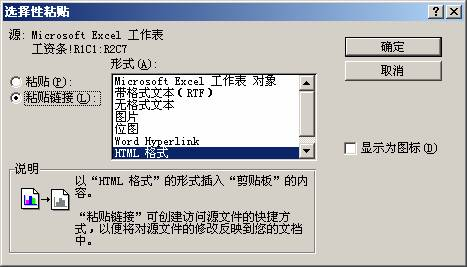 选择性粘贴
源: Microsoft Excel 工作表
工资条!R1C1:R2C7
形式(A):
粘贴(P):
粘贴链接(L):
Microsoft Excel 工作表 对象
带格式文本(RTF)
无格式文本
图片
位图
Word Hyperlink
HTML 格式
确定
取消
显示为图标(D)
说明
以“HTML 格式”的形式插入“剪贴板”的内
容。
“粘贴链接”可创建访问源文件的快捷方
式,以便将对源文件的修改反映到您的文档
中。